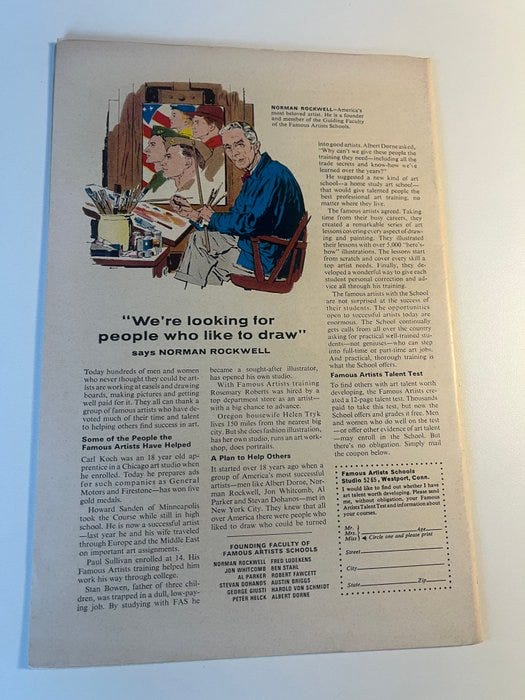 NORMAN ROCKWELL—America's
most beloved artist. He is a founder
and member of the Guiding Faculty
of the Famous Artists Schools.
"We're looking for
people who like to draw"
says NORMAN ROCKWELL
Today hundreds of men and women
who never thought they could be art-
ists are working at easels and drawing
boards, making pictures and getting
well paid for it. They all can thank a
group of famous artists who have de-
voted much of their time and talent
to helping others find success in art.
Some of the People the
Famous Artists Have Helped
Carl Koch was an 18 year old ap-
prentice in a Chicago art studio when
he enrolled. Today he prepares ads
for such companies as General
Motors and Firestone—has won five
gold medals.
Howard Sanden of Minneapolis
took the Course while still in high
school. He is now a successful artist
—last year he and his wife traveled
through Europe and the Middle East
on important art assignments.
Paul Sullivan enrolled at 14. His
Famous Artists training helped him
work his way through college.
Stan Bowen, father of three chil-
dren, was trapped in a dull, low-pay-
ing job. By studying with FAS he
became a sought-after illustrator,
has opened his own studio.
With Famous Artists training
Rosemary Roberts was hired by a
top department store as an artist—
with a big chance to advance.
Oregon housewife Helen Tryk
lives 150 miles from the nearest big
city. But she does fashion illustration,
has her own studio, runs an art work-
shop, does portraits.
A Plan to Help Others
It started over 18 years ago when a
group of America's most successful
artists—men like Albert Dorne, Nor-
man Rockwell, Jon Whitcomb, Al
Parker and Stevan Dohanos—met in
New York City. They knew that all
over America there were people who
liked to draw who could be turned
FOUNDING FACULTY OF
FAMOUS ARTISTS SCHOOLS
NORMAN ROCKWELL FRED LUDEKENS
JON WHITCOMB BEN STAHL
AL PARKER ROBERT FAWCETT
STEVAN DOHANOS AUSTIN BRIGGS
GEORGE GIUSTI HAROLD VON SCHMIDT
PETER HELCK ALBERT DORNE
into good artists. Albert Dorne asked,
"Why can't we give these people the
training they need—including all the
trade secrets and know-how we've
learned over the years?"
He suggested a new kind of art
school—a home study art school—
that would give talented people the
best professional art training, no
matter where they live.
The famous artists agreed. Taking
time from their busy careers, they
created a remarkable series of art
lessons covering every aspect of draw-
ing and painting. They illustrated
their lessons with over 5,000 "here's-
how" illustrations. The lessons start
from scratch and cover every skill a
top artist needs. Finally, they de-
veloped a wonderful way to give each
student personal correction and ad-
vice all through his training.
The famous artists with the School
are not surprised at the success of
their students. The opportunities
open to successful artists today are
enormous. The School continually
gets calls from all over the country
asking for practical well-trained stu-
dents—not geniuses—who can step
into full-time or part-time art jobs.
And practical, thorough training is
what the School offers.
Famous Artists Talent Test
To find others with art talent worth
developing, the Famous Artists cre-
ated a 12-page talent test. Thousands
paid to take this test, but now the
School offers and grades it free. Men
and women who do well on the test
—or offer other evidence of art talent
—may enroll in the School. But
there's no obligation. Simply mail
the coupon below.
Famous Artists Schools
Studio 5265, Westport, Conn.
I would like to find out whether I have
art talent worth developing. Please send
me, without obligation, your Famous
Artists Talent Test and information about
your courses.
Mr.
Mrs. Age
Miss Circle one and please print
Street
City
State Zip